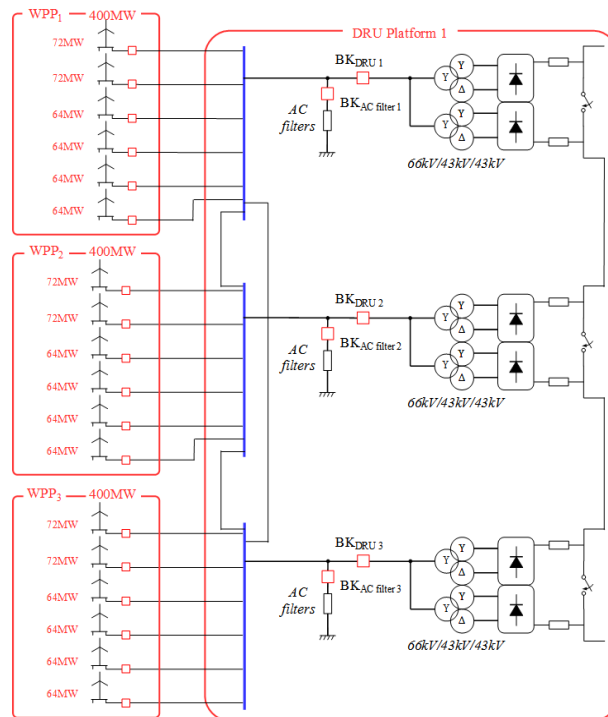 WPP1 400MW
DRU Platform 1
72MW
72MW
64MW
64MW
64MW
64MW
BKDRU 1
BKAC filter 1
AC
filters
Y
Y
Δ
Y
Y
Δ
66kV/43kV/43kV
WPP2 400MW
72MW
72MW
64MW
64MW
64MW
64MW
BKDRU 2
BKAC filter 2
AC
filters
Y
Y
Δ
Y
Y
Δ
66kV/43kV/43kV
WPP3 400MW
72MW
72MW
64MW
64MW
64MW
64MW
BKDRU 3
BKAC filter 3
AC
filters
Y
Y
Δ
Y
Y
Δ
66kV/43kV/43kV